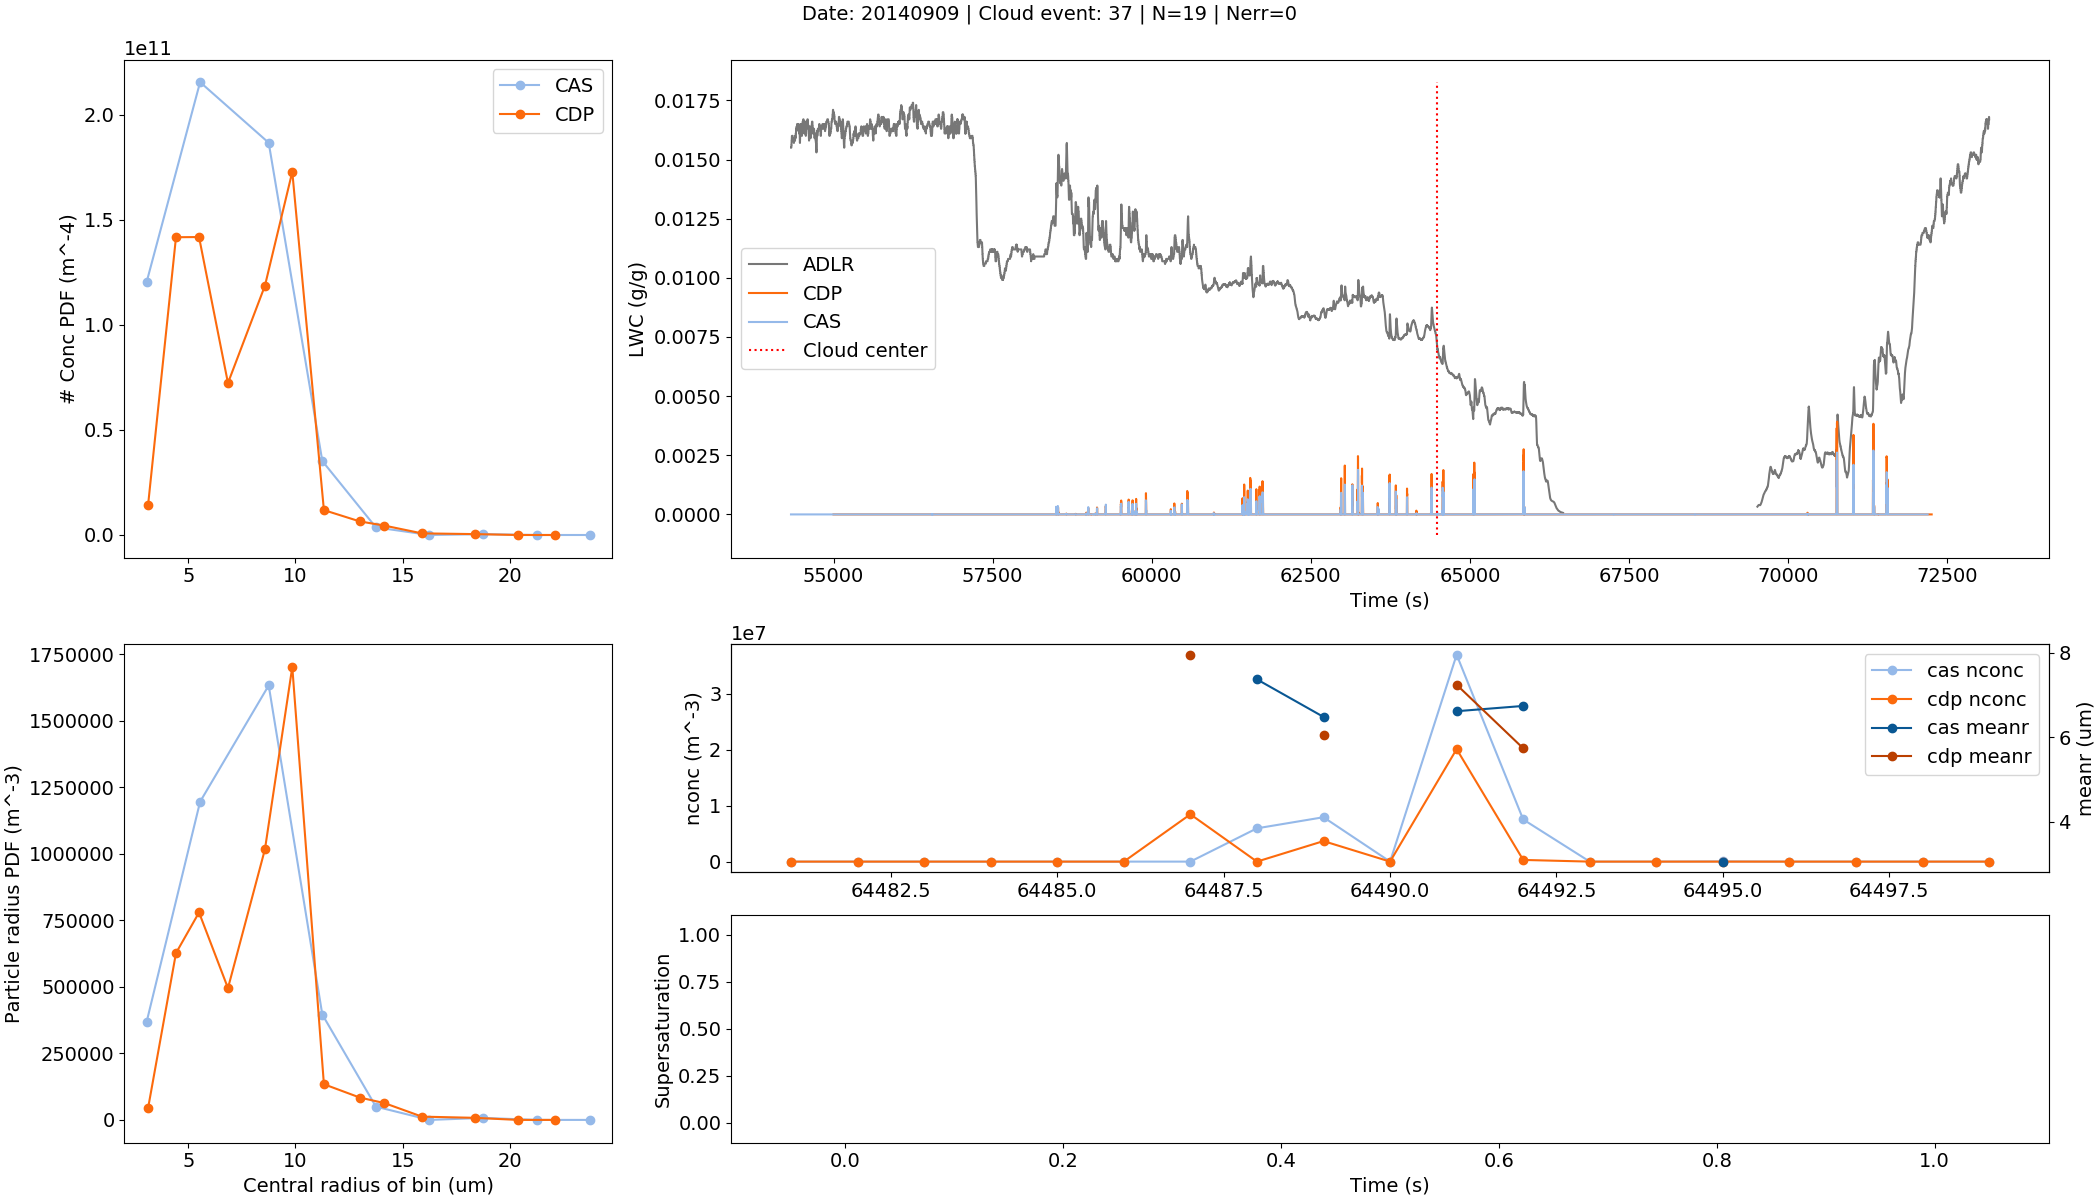 Date: 20140909 | Cloud event: 37 | N=19 | Nerr=0
1e11
# Conc PDF (m^-4)
2.0
1.5
1.0
0.5
0.0
5 10 15 20
CAS
CDP
LWC (g/g)
0.0175
0.0150
0.0125
0.0100
0.0075
0.0050
0.0025
0.0000
ADLR
CDP
CAS
Cloud center
55000 57500 60000 62500 65000 67500 70000 72500
Time (s)
Particle radius PDF (m^-3)
1750000
1500000
1250000
1000000
750000
500000
250000
0
5 10 15 20
Central radius of bin (um)
1e7
nconc (m^-3)
3
2
1
0
64482.5 64485.0 64487.5 64490.0 64492.5 64495.0 64497.5
cas nconc
cdp nconc
cas meanr
cdp meanr
8
6
4
meanr (um)
Supersaturation
1.00
0.75
0.50
0.25
0.00
0.0 0.2 0.4 0.6 0.8 1.0
Time (s)